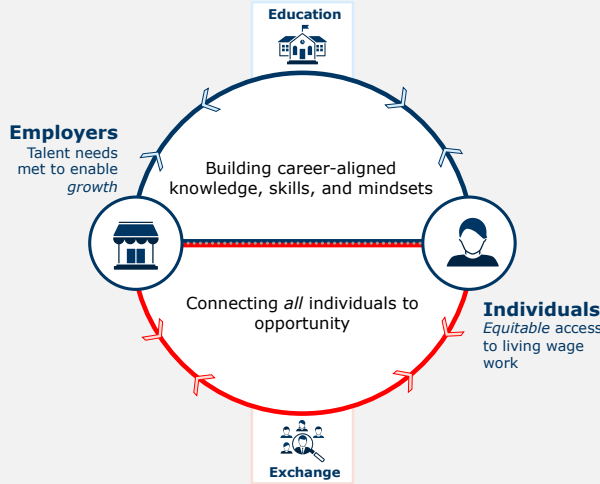 Education
Employers
Talent needs
met to enable
growth
Building career-aligned
knowledge, skills, and mindsets
Connecting all individuals to
opportunity
Individuals
Equitable access
to living wage
work
Exchange